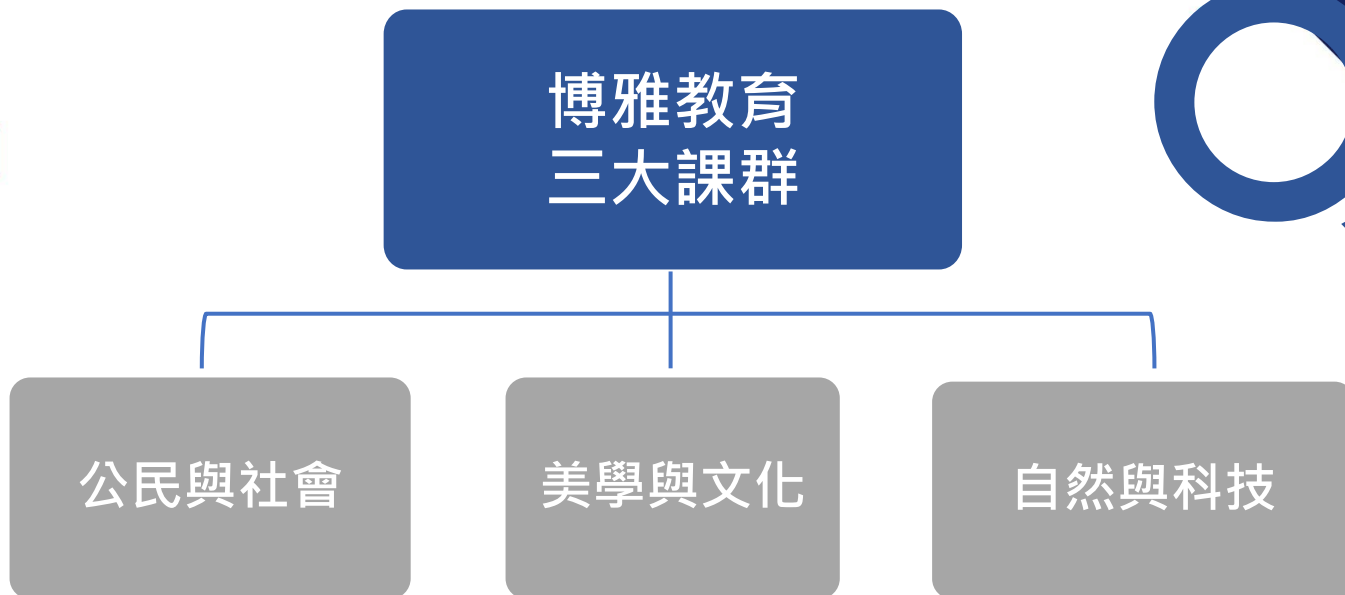 博雅教育
三大課群
公民與社會
美學與文化
自然與科技